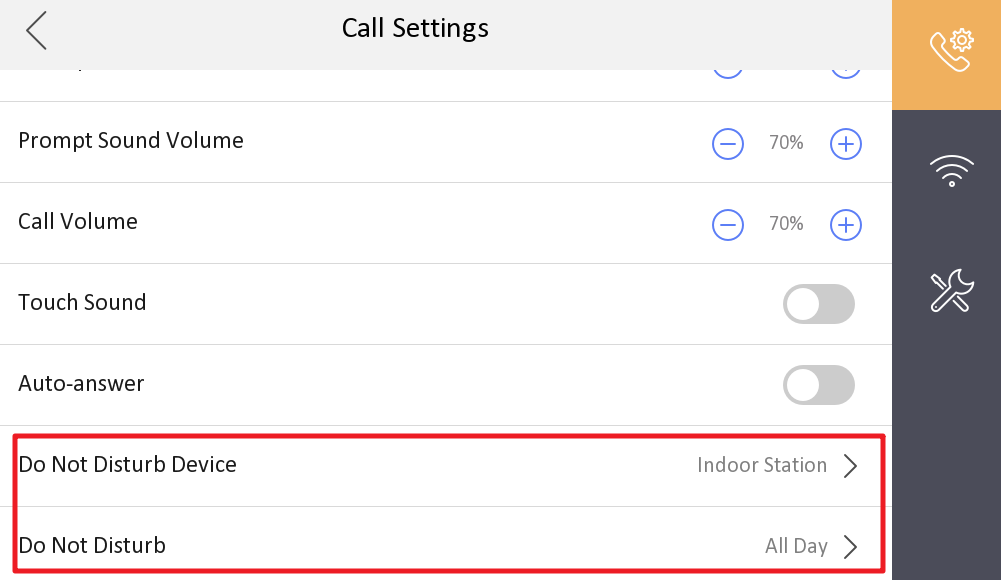 Call Settings
Prompt Sound Volume
70%
Call Volume
70%
Touch Sound
Auto-answer
Do Not Disturb Device
Indoor Station
Do Not Disturb
All Day